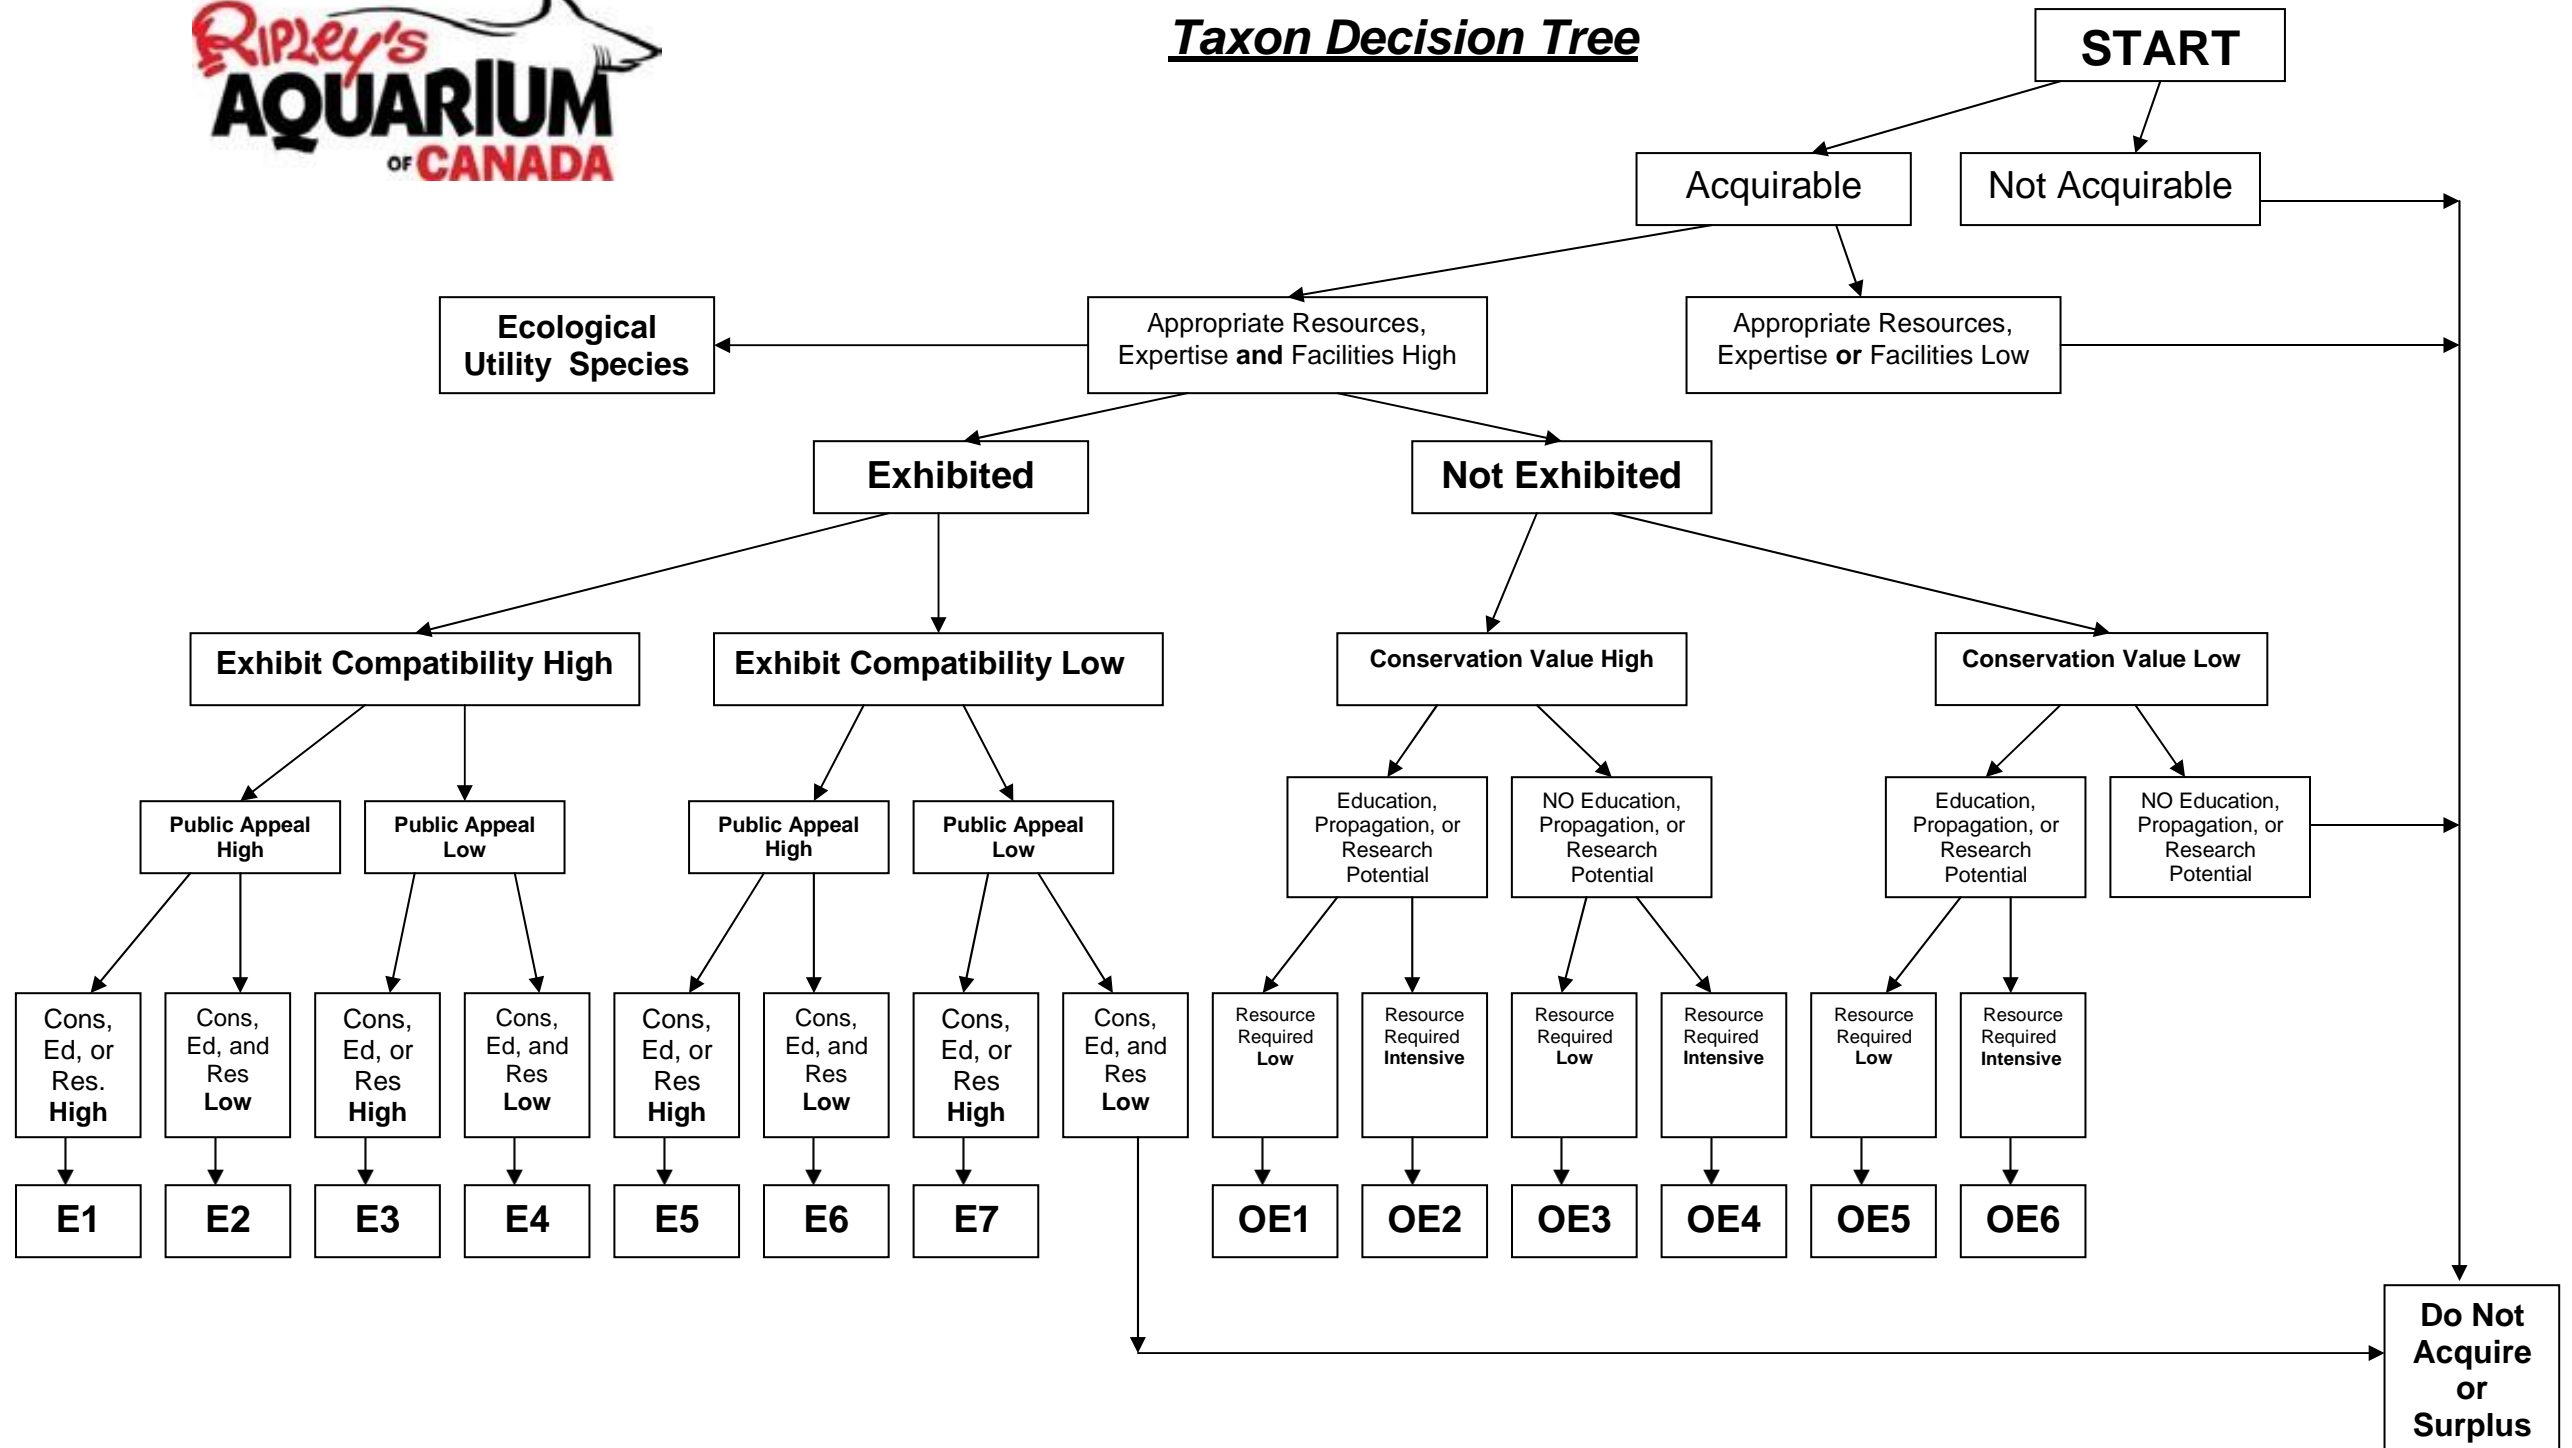 Ripley's
AQUARIUM
OF CANADA
Taxon Decision Tree
START
Acquirable
Not Acquirable
Ecological
Utility Species
Appropriate Resources,
Expertise and Facilities High
Appropriate Resources,
Expertise or Facilities Low
Exhibited
Not Exhibited
Exhibit Compatibility High
Exhibit Compatibility Low
Conservation Value High
Conservation Value Low
Public Appeal
High
Public Appeal
Low
Public Appeal
High
Public Appeal
Low
Education,
Propagation, or
Research
Potential
NO Education,
Propagation, or
Research
Potential
Education,
Propagation, or
Research
Potential
NO Education,
Propagation, or
Research
Potential
Cons,
Ed, or
Res.
High
Cons,
Ed, and
Res
Low
Cons,
Ed, or
Res
High
Cons,
Ed, and
Res
Low
Cons,
Ed, or
Res
High
Cons,
Ed, and
Res
Low
Cons,
Ed, or
Res
High
Cons,
Ed, and
Res
Low
Resource
Required
Low
Resource
Required
Intensive
Resource
Required
Low
Resource
Required
Intensive
Resource
Required
Low
Resource
Required
Intensive
E1
E2
E3
E4
E5
E6
E7
OE1
OE2
OE3
OE4
OE5
OE6
Do Not
Acquire
or
Surplus